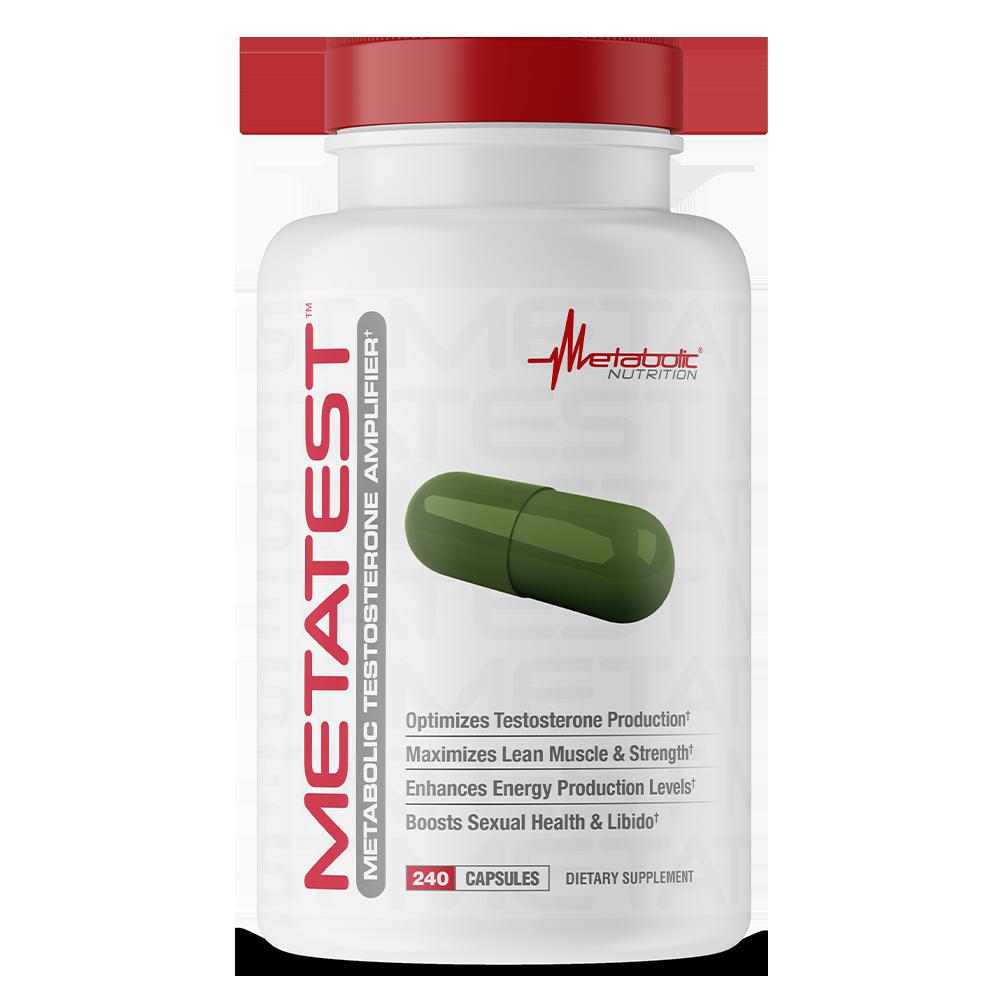 METATEST™
METABOLIC TESTOSTERONE AMPLIFIER†
Metabolic®
NUTRITION
Optimizes Testosterone Production†
Maximizes Lean Muscle & Strength†
Enhances Energy Production Levels†
Boosts Sexual Health & Libido†
240 CAPSULES DIETARY SUPPLEMENT